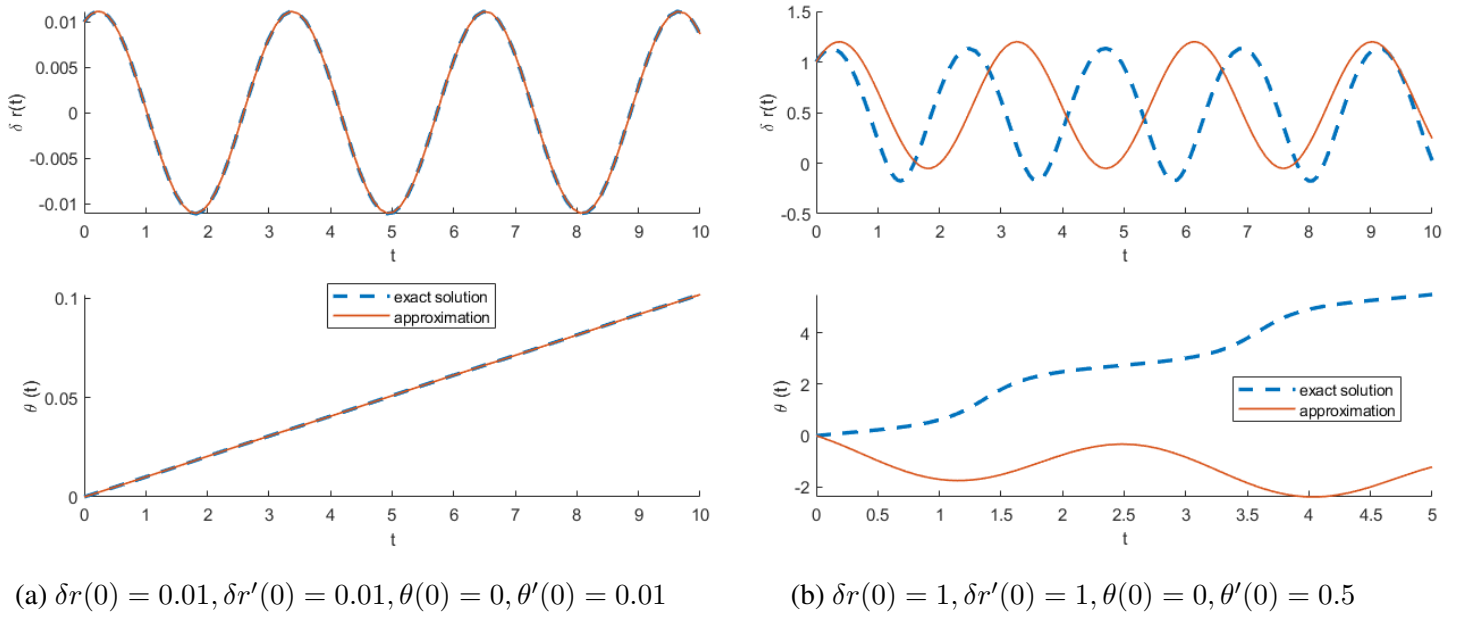 0.01
0.005
0
-0.005
-0.01
δ r(t)
0 1 2 3 4 5 6 7 8 9 10
t
0.1
0.05
0
θ (t)
exact solution
approximation
0 1 2 3 4 5 6 7 8 9 10
t
(a) δr(0) = 0.01, δr′(0) = 0.01, θ(0) = 0, θ′(0) = 0.01
1.5
1
0.5
0
-0.5
δ r(t)
0 1 2 3 4 5 6 7 8 9 10
t
4
2
0
-2
θ (t)
exact solution
approximation
0 0.5 1 1.5 2 2.5 3 3.5 4 4.5 5
t
(b) δr(0) = 1, δr′(0) = 1, θ(0) = 0, θ′(0) = 0.5